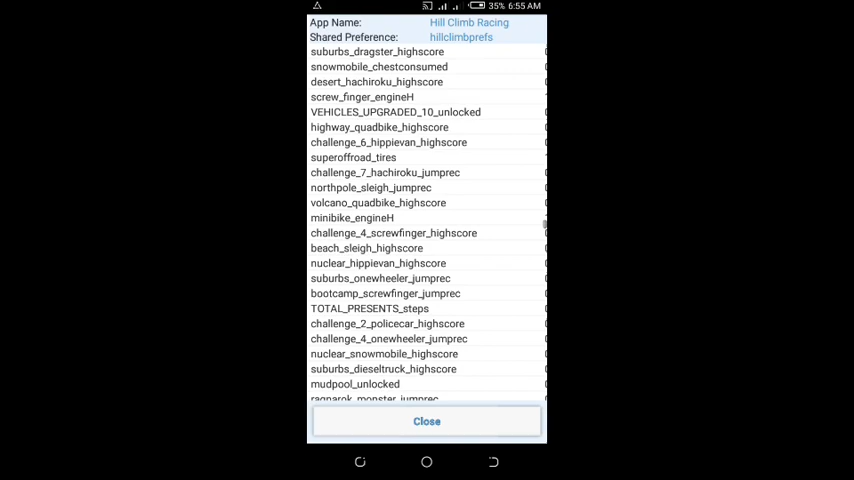 35% 6:55 AM
App Name: Hill Climb Racing
Shared Preference: hillclimbprefs
suburbs_dragster_highscore
snowmobile_chestconsumed
desert_hachiroku_highscore
screw_finger_engineH
VEHICLES_UPGRADED_10_unlocked
highway_quadbike_highscore
challenge_6_hippievan_highscore
superoffroad_tires
challenge_7_hachiroku_jumprec
northpole_sleigh_jumprec
volcano_quadbike_highscore
minibike_engineH
challenge_4_screwfinger_highscore
beach_sleigh_highscore
nuclear_hippievan_highscore
suburbs_onewheeler_jumprec
bootcamp_screwfinger_jumprec
TOTAL_PRESENTS_steps
challenge_2_policecar_highscore
challenge_4_onewheeler_jumprec
nuclear_snowmobile_highscore
suburbs_dieseltruck_highscore
mudpool_unlocked
ragnarok_monster_jumprec
Close